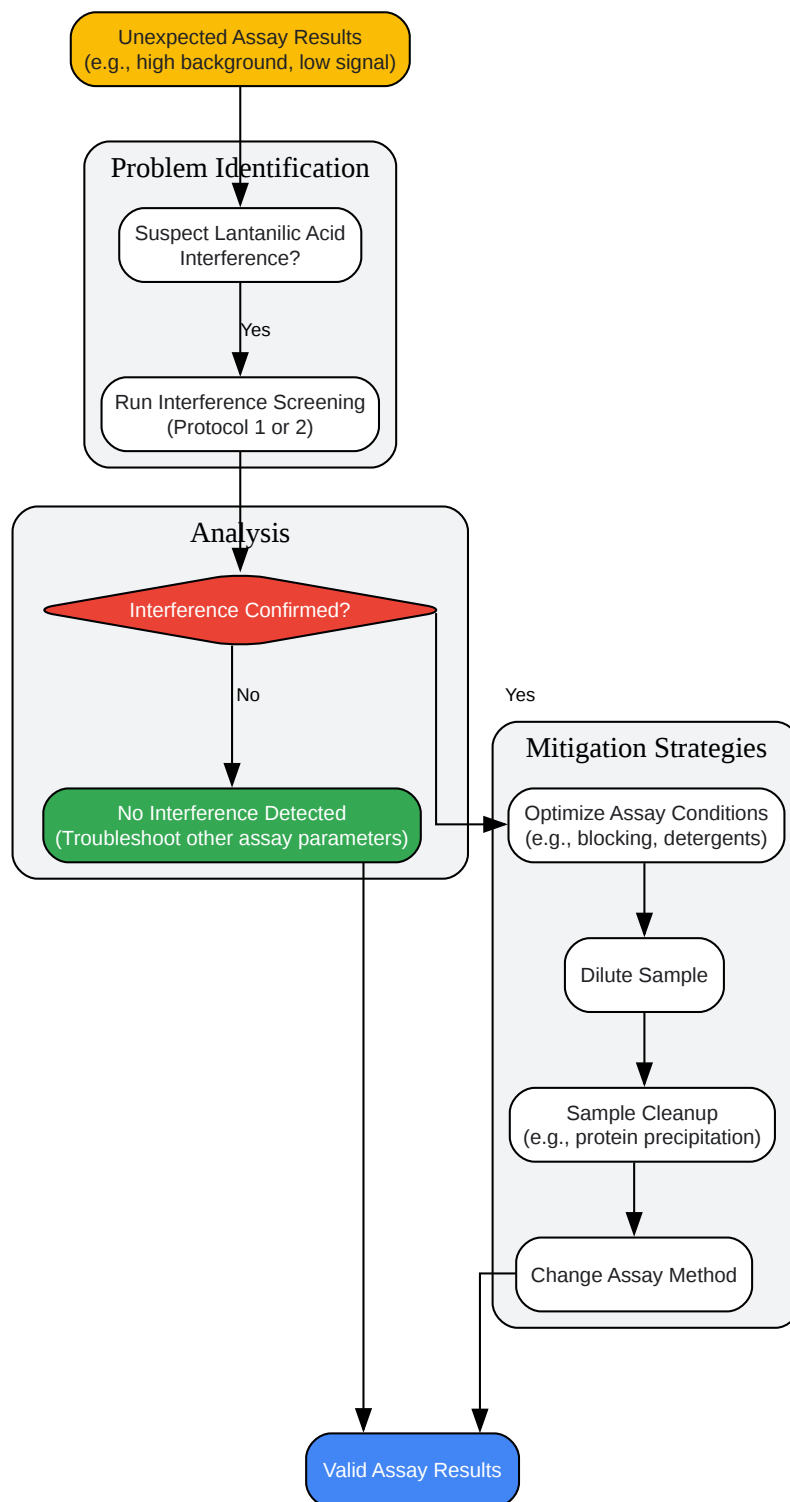 Unexpected Assay Results
(e.g., high background, low signal)
Problem Identification
Suspect Lantanilic Acid
Interference?
Yes
Run Interference Screening
(Protocol 1 or 2)
Analysis
Interference Confirmed?
No
Yes
No Interference Detected
(Troubleshoot other assay parameters)
Mitigation Strategies
Optimize Assay Conditions
(e.g., blocking, detergents)
Dilute Sample
Sample Cleanup
(e.g., protein precipitation)
Change Assay Method
Valid Assay Results